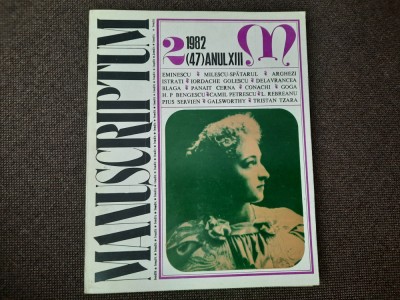 MANUSCRIPTUM
2 1982
(47) ANUL XIII
M
EMINESCU * MILESCU-SPĂTARUL * ARGHEZI
ISTRATI * IORDACHE GOLESCU * DELAVRANCEA
BLAGA * PANAIT CERNA * CONACHI * GOGA
H. P. BENGESCU * CAMIL PETRESCU * L. REBREANU
PIUS SERVIEN * GALSWORTHY * TRISTAN TZARA